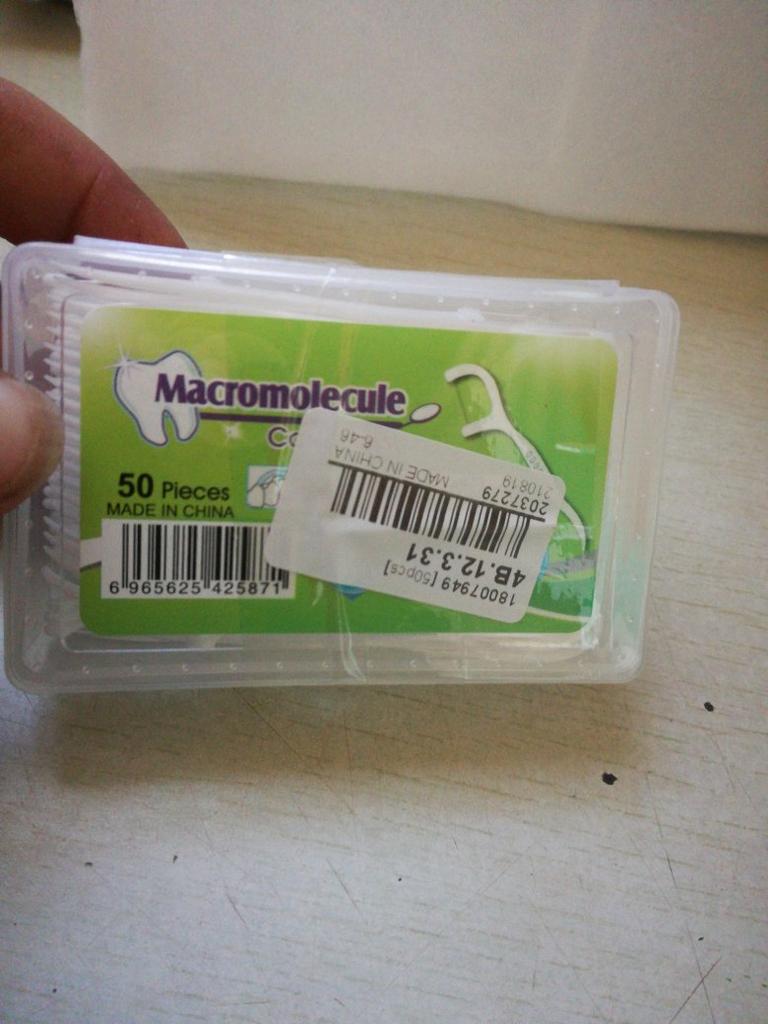 Macromolecule
50 Pieces
MADE IN CHINA
6 965625 425871
18007949 [50pcs]
4B.12.3.31
2037279
210819
MADE IN CHINA
6-46